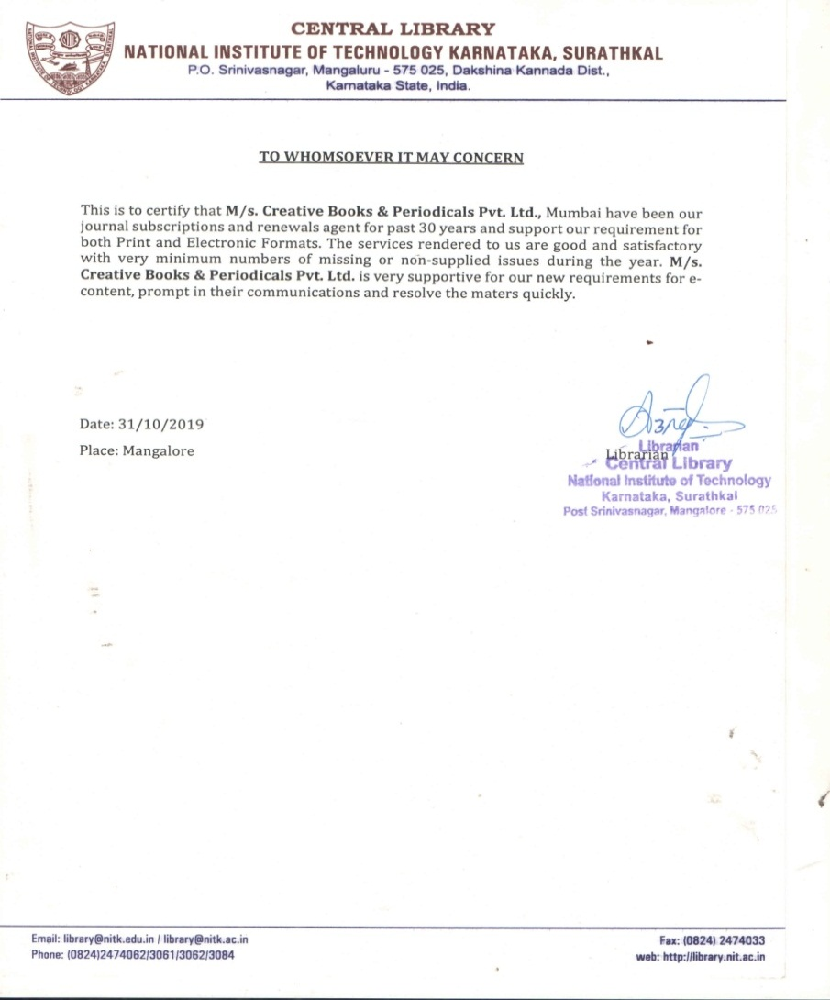 CENTRAL LIBRARY
NATIONAL INSTITUTE OF TECHNOLOGY KARNATAKA, SURATHKAL
P.O. Srinivasnagar, Mangaluru - 575 025, Dakshina Kannada Dist.,
Karnataka State, India.
TO WHOMSOEVER IT MAY CONCERN
This is to certify that M/s. Creative Books & Periodicals Pvt. Ltd., Mumbai have been our
journal subscriptions and renewals agent for past 30 years and support our requirement for
both Print and Electronic Formats. The services rendered to us are good and satisfactory
with very minimum numbers of missing or non-supplied issues during the year. M/s.
Creative Books & Periodicals Pvt. Ltd. is very supportive for our new requirements for e-
content, prompt in their communications and resolve the maters quickly.
Date: 31/10/2019
Place: Mangalore
Librarian
Librarian
Central Library
National Institute of Technology
Karnataka, Surathkal
Post Srinivasnagar, Mangalore - 575 025
Email: library@nitk.edu.in / library@nitk.ac.in
Phone: (0824)2474062/3061/3062/3084
Fax: (0824) 2474033
web: http://library.nit.ac.in